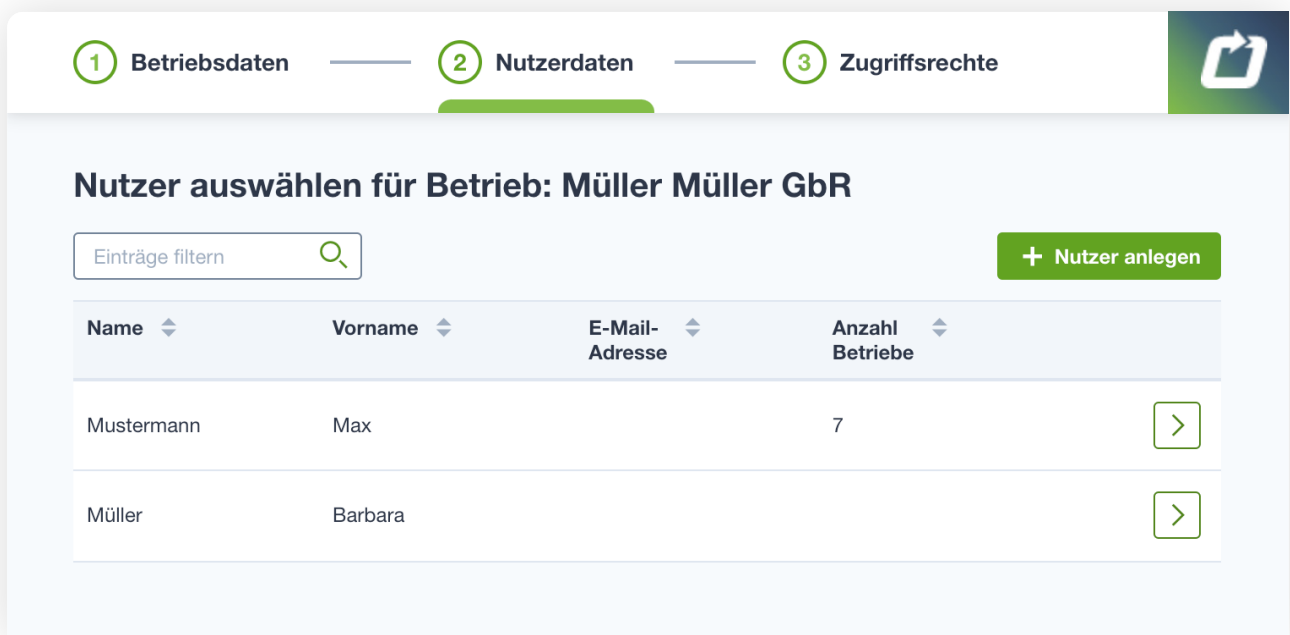 1 Betriebsdaten 2 Nutzerdaten 3 Zugriffsrechte
Nutzer auswählen für Betrieb: Müller Müller GbR
Einträge filtern + Nutzer anlegen
Name Vorname E-Mail-Adresse Anzahl Betriebe
Mustermann Max 7
Müller Barbara